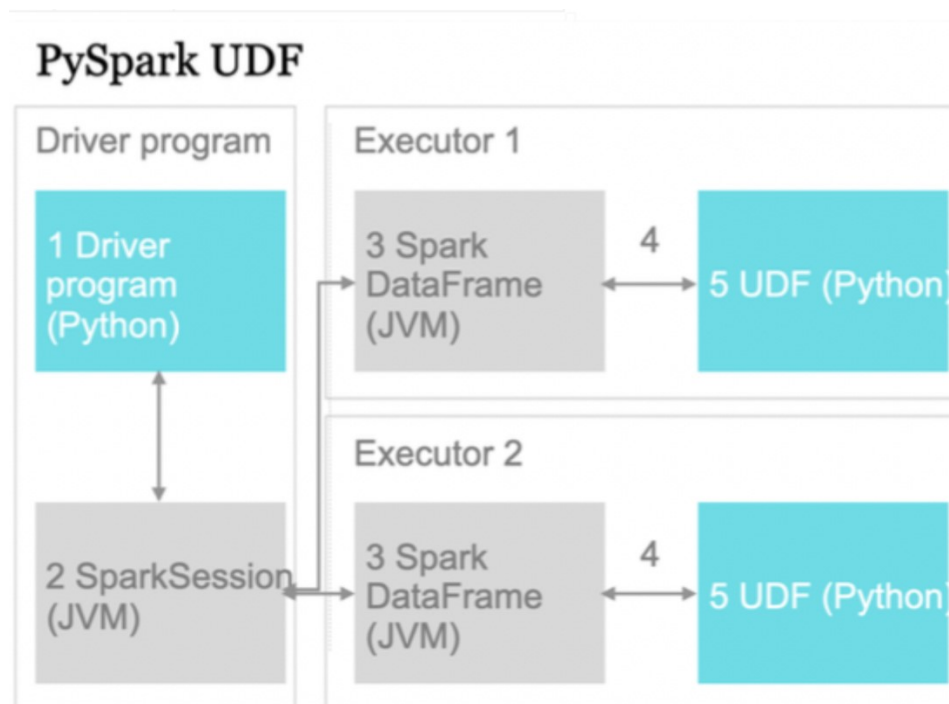 PySpark UDF
Driver program
1 Driver
program
(Python)
2 SparkSession
(JVM)
Executor 1
3 Spark
DataFrame
(JVM)
4
5 UDF (Python)
Executor 2
3 Spark
DataFrame
(JVM)
4
5 UDF (Python